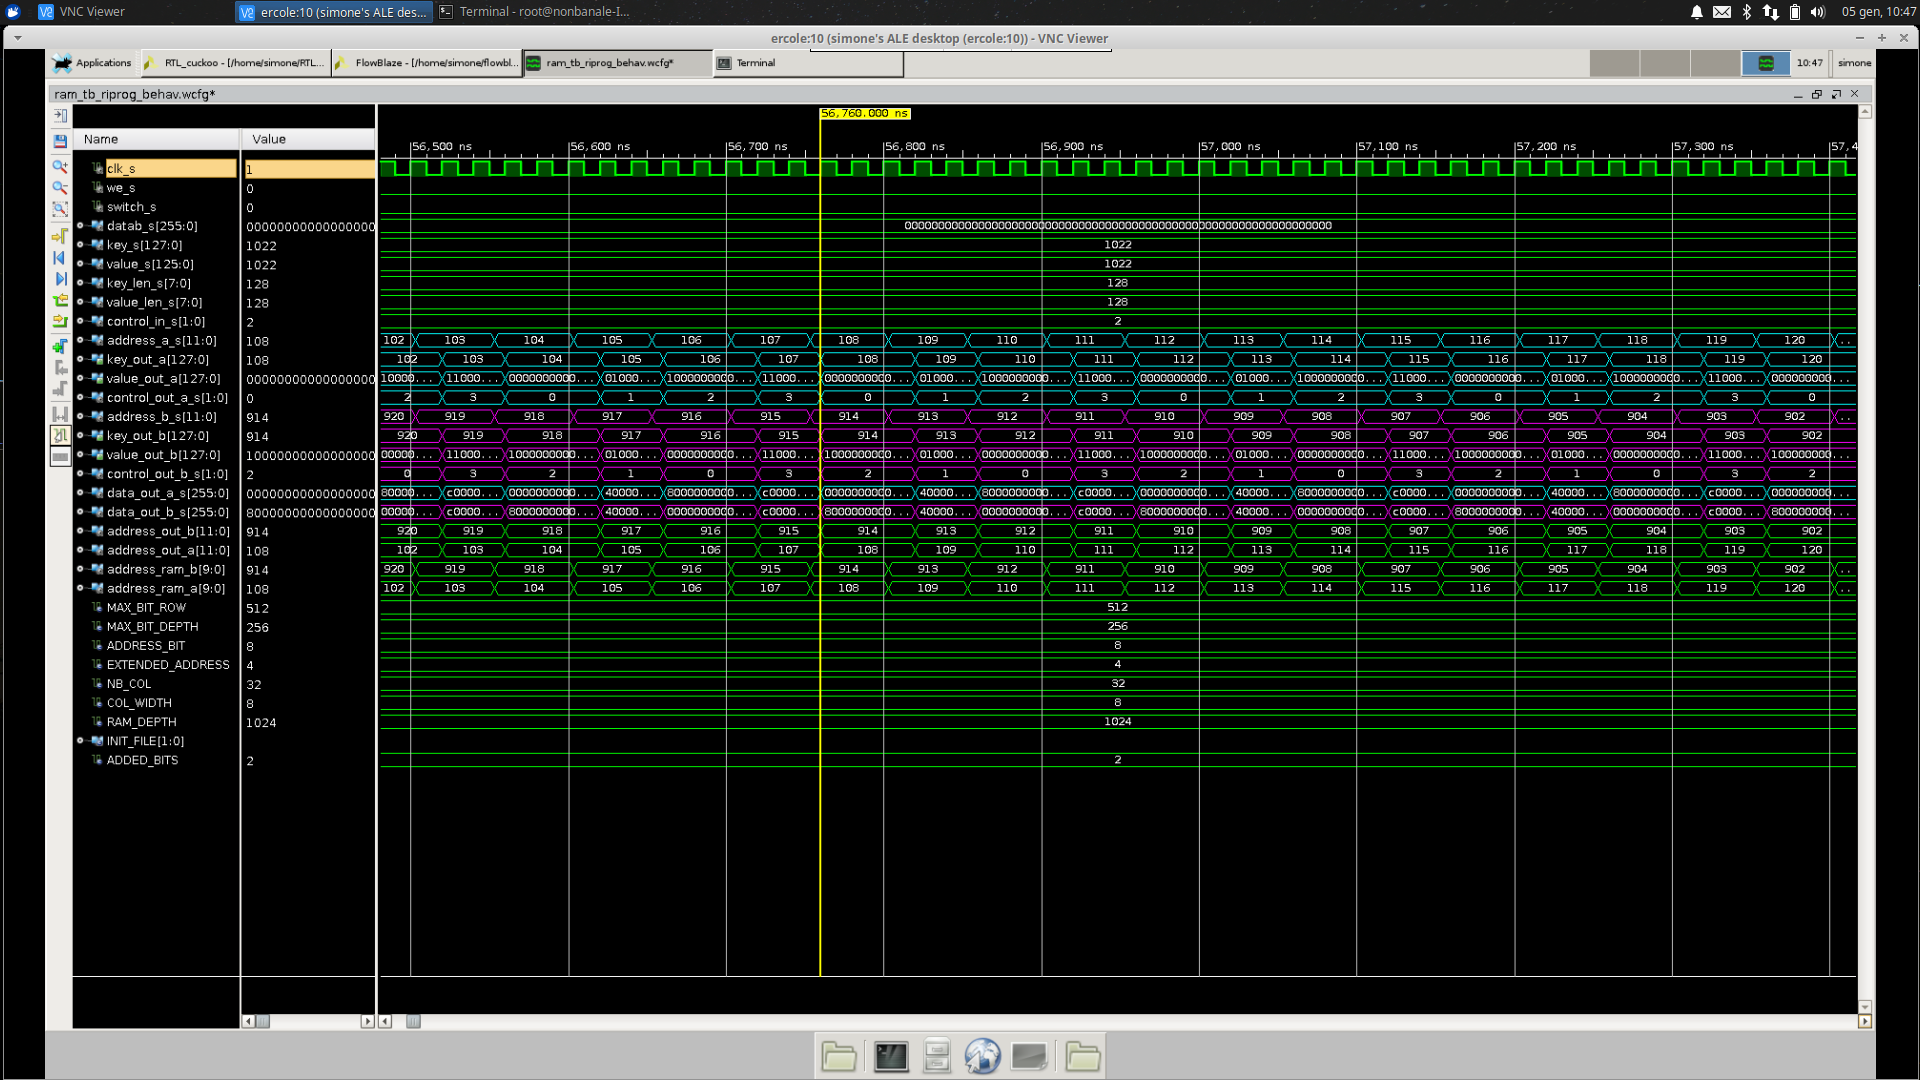 VNC Viewer
ercole:10 (simone's ALE des...
Terminal - root@nonbanale-I...
05 gen, 10:47
ercole:10 (simone's ALE desktop (ercole:10)) - VNC Viewer
Applications
RTL_cuckoo - [/home/simone/RTL...
FlowBlaze - [/home/simone/flowbl...
ram_tb_riprog_behav.wcfg*
Terminal
10:47
simone
ram_tb_riprog_behav.wcfg*
56,760.000 ns
Name Value
56,500 ns 56,600 ns 56,700 ns 56,800 ns 56,900 ns 57,000 ns 57,100 ns 57,200 ns 57,300 ns 57,4
clk_s 1
we_s 0
switch_s 0
datab_s[255:0]
key_s[127:0] 1022 1022
value_s[125:0] 1022 1022
key_len_s[7:0] 128 128
value_len_s[7:0] 128 128
control_in_s[1:0] 2 2
address_a_s[11:0] 108 102 103 104 105 106 107 108 109 110 111 112 113 114 115 116 117 118 119 120 ...
key_out_a[127:0] 108 102 103 104 105 106 107 108 109 110 111 112 113 114 115 116 117 118 119 120
value_out_a[127:0] 10000... 11000... 0000000000... 01000... 1000000000... 11000... 0000000000... 01000... 1000000000... 11000... 0000000000... 01000... 1000000000... 11000... 0000000000... 01000... 1000000000... 11000... 000000000...
control_out_a_s[1:0] 0 2 3 0 1 2 3 0 1 2 3 0 1 2 3 0 1 2 3 0
address_b_s[11:0] 914 920 919 918 917 916 915 914 913 912 911 910 909 908 907 906 905 904 903 902 ...
key_out_b[127:0] 914 920 919 918 917 916 915 914 913 912 911 910 909 908 907 906 905 904 903 902
value_out_b[127:0] 00000... 11000... 1000000000... 01000... 0000000000... 11000... 1000000000... 01000... 0000000000... 11000... 1000000000... 01000... 0000000000... 11000... 1000000000... 01000... 0000000000... 11000... 100000000...
control_out_b_s[1:0] 2 0 3 2 1 0 3 2 1 0 3 2 1 0 3 2 1 0 3 2
data_out_a_s[255:0] 80000... c0000... 0000000000... 40000... 8000000000... c0000... 0000000000... 40000... 8000000000... c0000... 0000000000... 40000... 8000000000... c0000... 0000000000... 40000... 8000000000... c0000... 000000000...
data_out_b_s[255:0] 00000... c0000... 8000000000... 40000... 0000000000... c0000... 8000000000... 40000... 0000000000... c0000... 8000000000... 40000... 0000000000... c0000... 8000000000... 40000... 0000000000... c0000... 800000000...
address_out_b[11:0] 914 920 919 918 917 916 915 914 913 912 911 910 909 908 907 906 905 904 903 902
address_out_a[11:0] 108 102 103 104 105 106 107 108 109 110 111 112 113 114 115 116 117 118 119 120
address_ram_b[9:0] 914 920 919 918 917 916 915 914 913 912 911 910 909 908 907 906 905 904 903 902 ...
address_ram_a[9:0] 108 102 103 104 105 106 107 108 109 110 111 112 113 114 115 116 117 118 119 120 ...
MAX_BIT_ROW 512 512
MAX_BIT_DEPTH 256 256
ADDRESS_BIT 8 8
EXTENDED_ADDRESS 4 4
NB_COL 32 32
COL_WIDTH 8 8
RAM_DEPTH 1024 1024
INIT_FILE[1:0]
ADDED_BITS 2 2